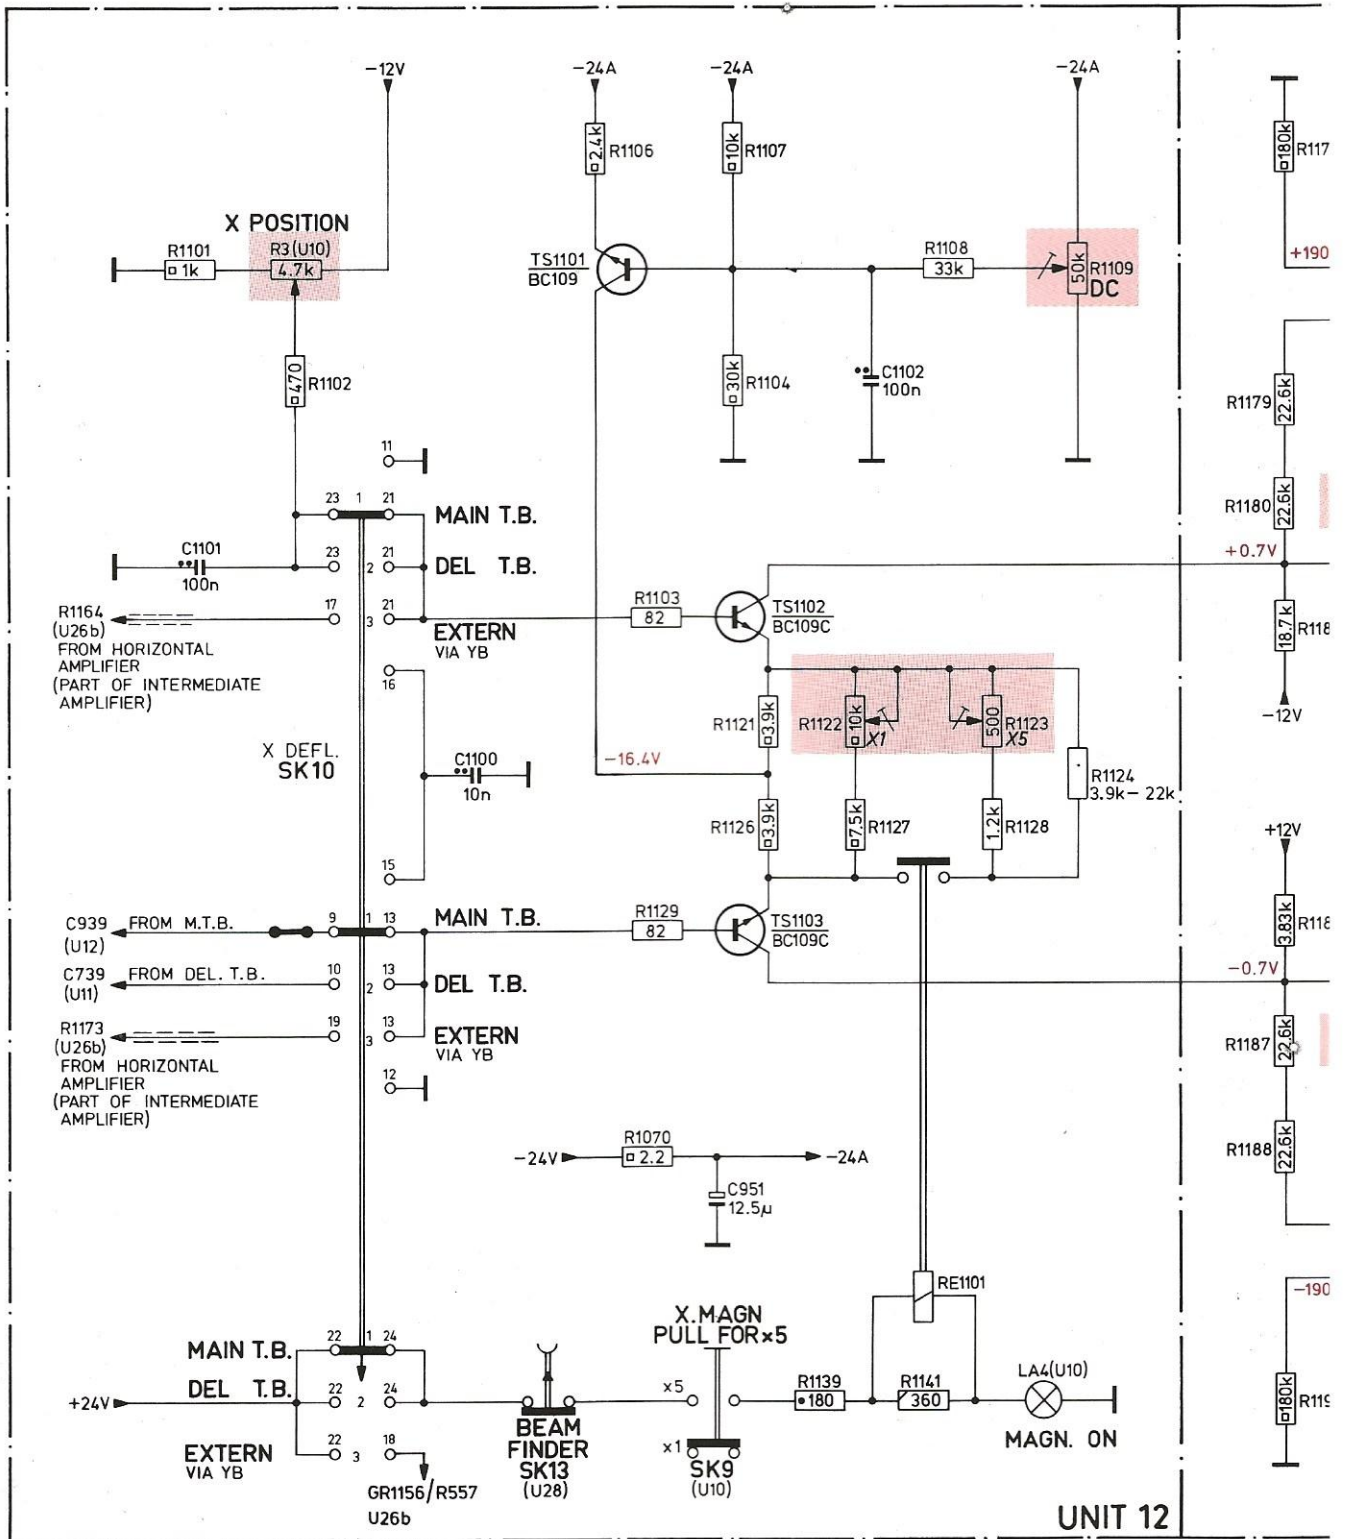 −12V
−24A
−24A
−24A
2.4k
R1106
10k
R1107
180k
R117
X POSITION
R1101
1k
R3(U10)
4.7k
TS1101
BC109
R1108
33k
50k
R1109
DC
+190
470
R1102
30k
R1104
C1102
100n
R1179
22.6k
11
23 1 21
MAIN T.B.
R1180
22.6k
+0.7V
C1101
100n
23 2 21
DEL T.B.
R1164
(U26b)
FROM HORIZONTAL
AMPLIFIER
(PART OF INTERMEDIATE
AMPLIFIER)
17 3 21
EXTERN
VIA YB
R1103
82
TS1102
BC109C
18.7k
R118
−12V
16
X DEFL.
SK10
C1100
10n
−16.4V
R1121
3.9k
R1122
10k
X1
500
R1123
X5
R1124
3.9k−22k
R1126
3.9k
7.5k
R1127
1.2k
R1128
+12V
15
C939
(U12)
FROM M.T.B.
9 1 13
MAIN T.B.
R1129
82
TS1103
BC109C
3.83k
R118
−0.7V
C739
(U11)
FROM DEL. T.B.
10 2 13
DEL T.B.
R1173
(U26b)
FROM HORIZONTAL
AMPLIFIER
(PART OF INTERMEDIATE
AMPLIFIER)
19 3 13
EXTERN
VIA YB
R1187
22.6k
12
R1188
22.6k
−24V
R1070
2.2
−24A
C951
12.5µ
RE1101
−190
X.MAGN
PULL FOR x5
MAIN T.B.
22 1 24
DEL T.B.
22 2 24
+24V
EXTERN
VIA YB
22 3 18
GR1156/R557
U26b
BEAM
FINDER
SK13
(U28)
x5
x1
SK9
(U10)
R1139
180
R1141
360
LA4(U10)
MAGN. ON
180k
R119
UNIT 12